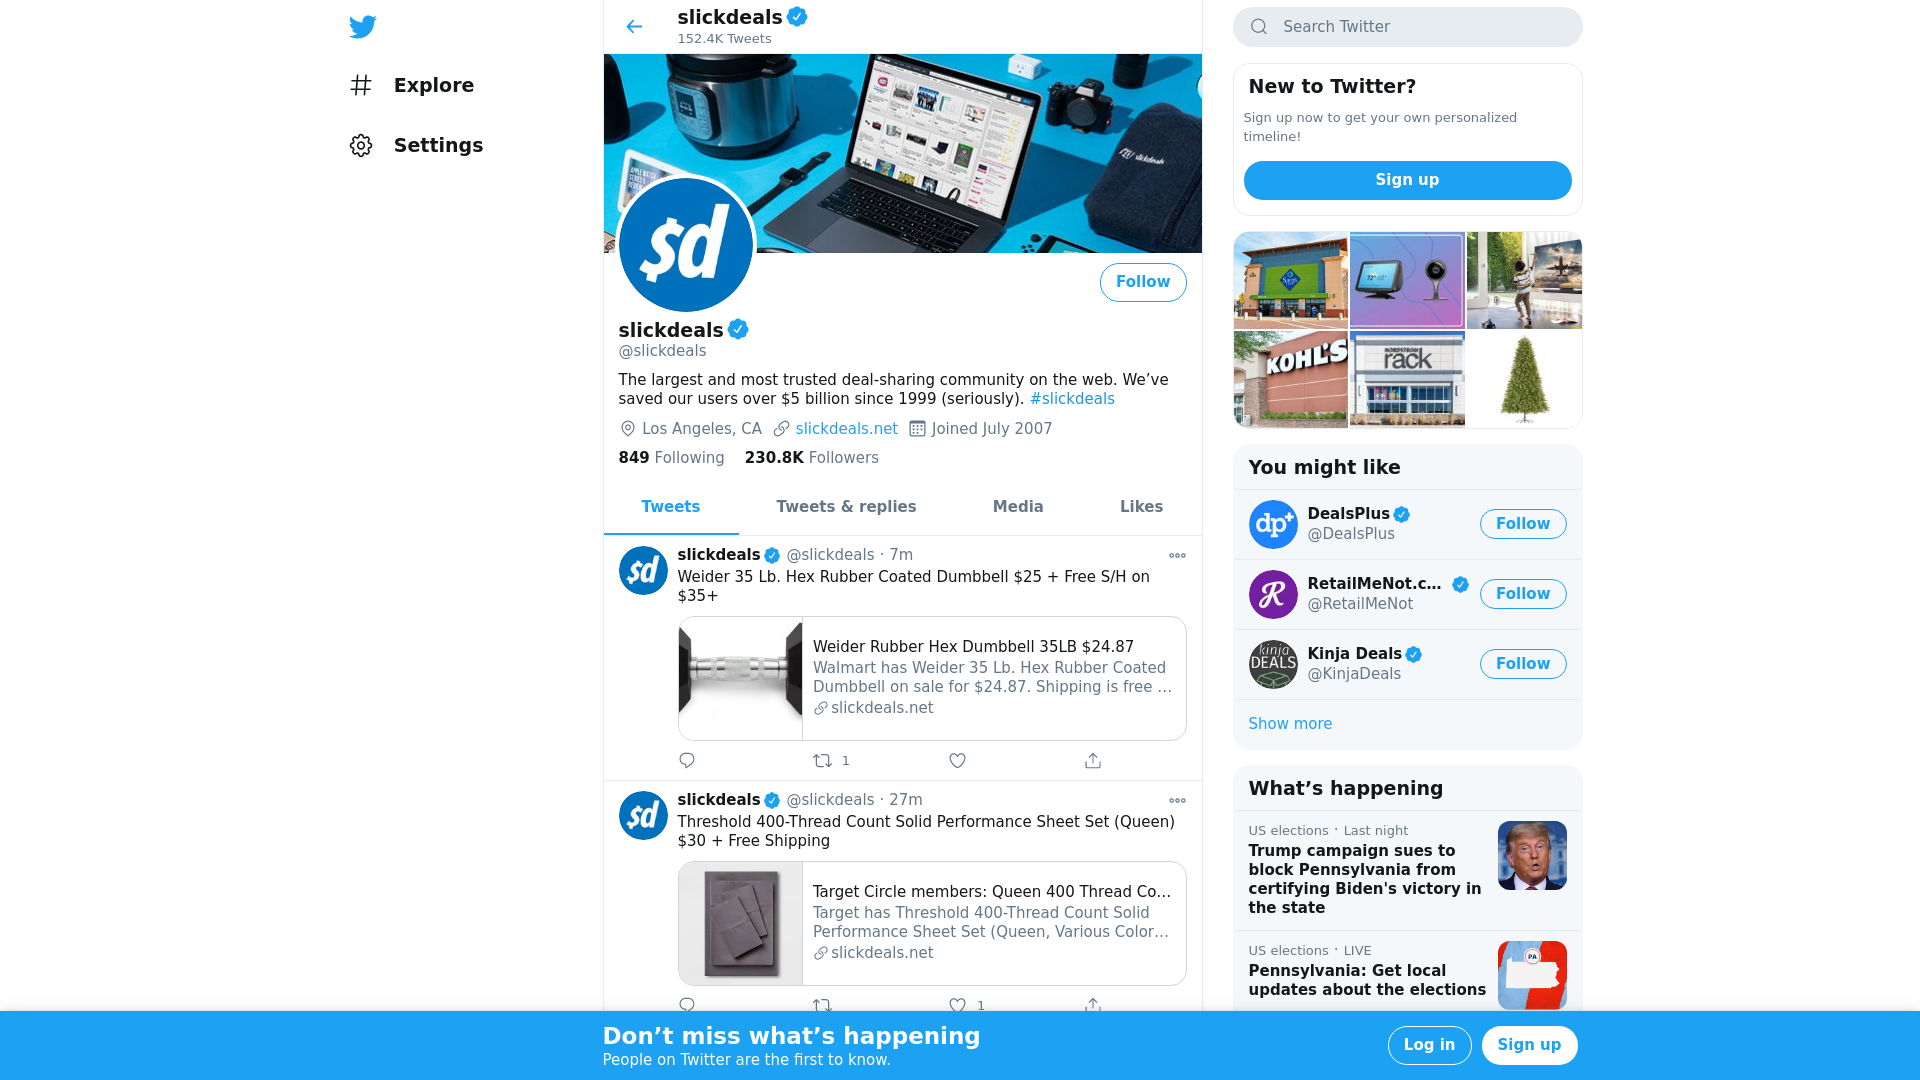 Explore
Settings
slickdeals
152.4K Tweets
slickdeals
$d
Follow
slickdeals
@slickdeals
The largest and most trusted deal-sharing community on the web. We’ve
saved our users over $5 billion since 1999 (seriously). #slickdeals
Los Angeles, CA slickdeals.net Joined July 2007
849 Following 230.8K Followers
Tweets Tweets & replies Media Likes
$d
slickdeals @slickdeals · 7m
Weider 35 Lb. Hex Rubber Coated Dumbbell $25 + Free S/H on
$35+
Weider Rubber Hex Dumbbell 35LB $24.87
Walmart has Weider 35 Lb. Hex Rubber Coated
Dumbbell on sale for $24.87. Shipping is free ...
slickdeals.net
1
$d
slickdeals @slickdeals · 27m
Threshold 400-Thread Count Solid Performance Sheet Set (Queen)
$30 + Free Shipping
Target Circle members: Queen 400 Thread Co...
Target has Threshold 400-Thread Count Solid
Performance Sheet Set (Queen, Various Color...
slickdeals.net
1
Search Twitter
New to Twitter?
Sign up now to get your own personalized
timeline!
Sign up
Sam's
72°
KOHL'S
NORDSTROM
rack
You might like
dp+
DealsPlus
@DealsPlus
Follow
R
RetailMeNot.c...
@RetailMeNot
Follow
kinja
DEALS
Kinja Deals
@KinjaDeals
Follow
Show more
What’s happening
US elections · Last night
Trump campaign sues to
block Pennsylvania from
certifying Biden's victory in
the state
US elections · LIVE
Pennsylvania: Get local
updates about the elections
PA
Don’t miss what’s happening
People on Twitter are the first to know.
Log in
Sign up